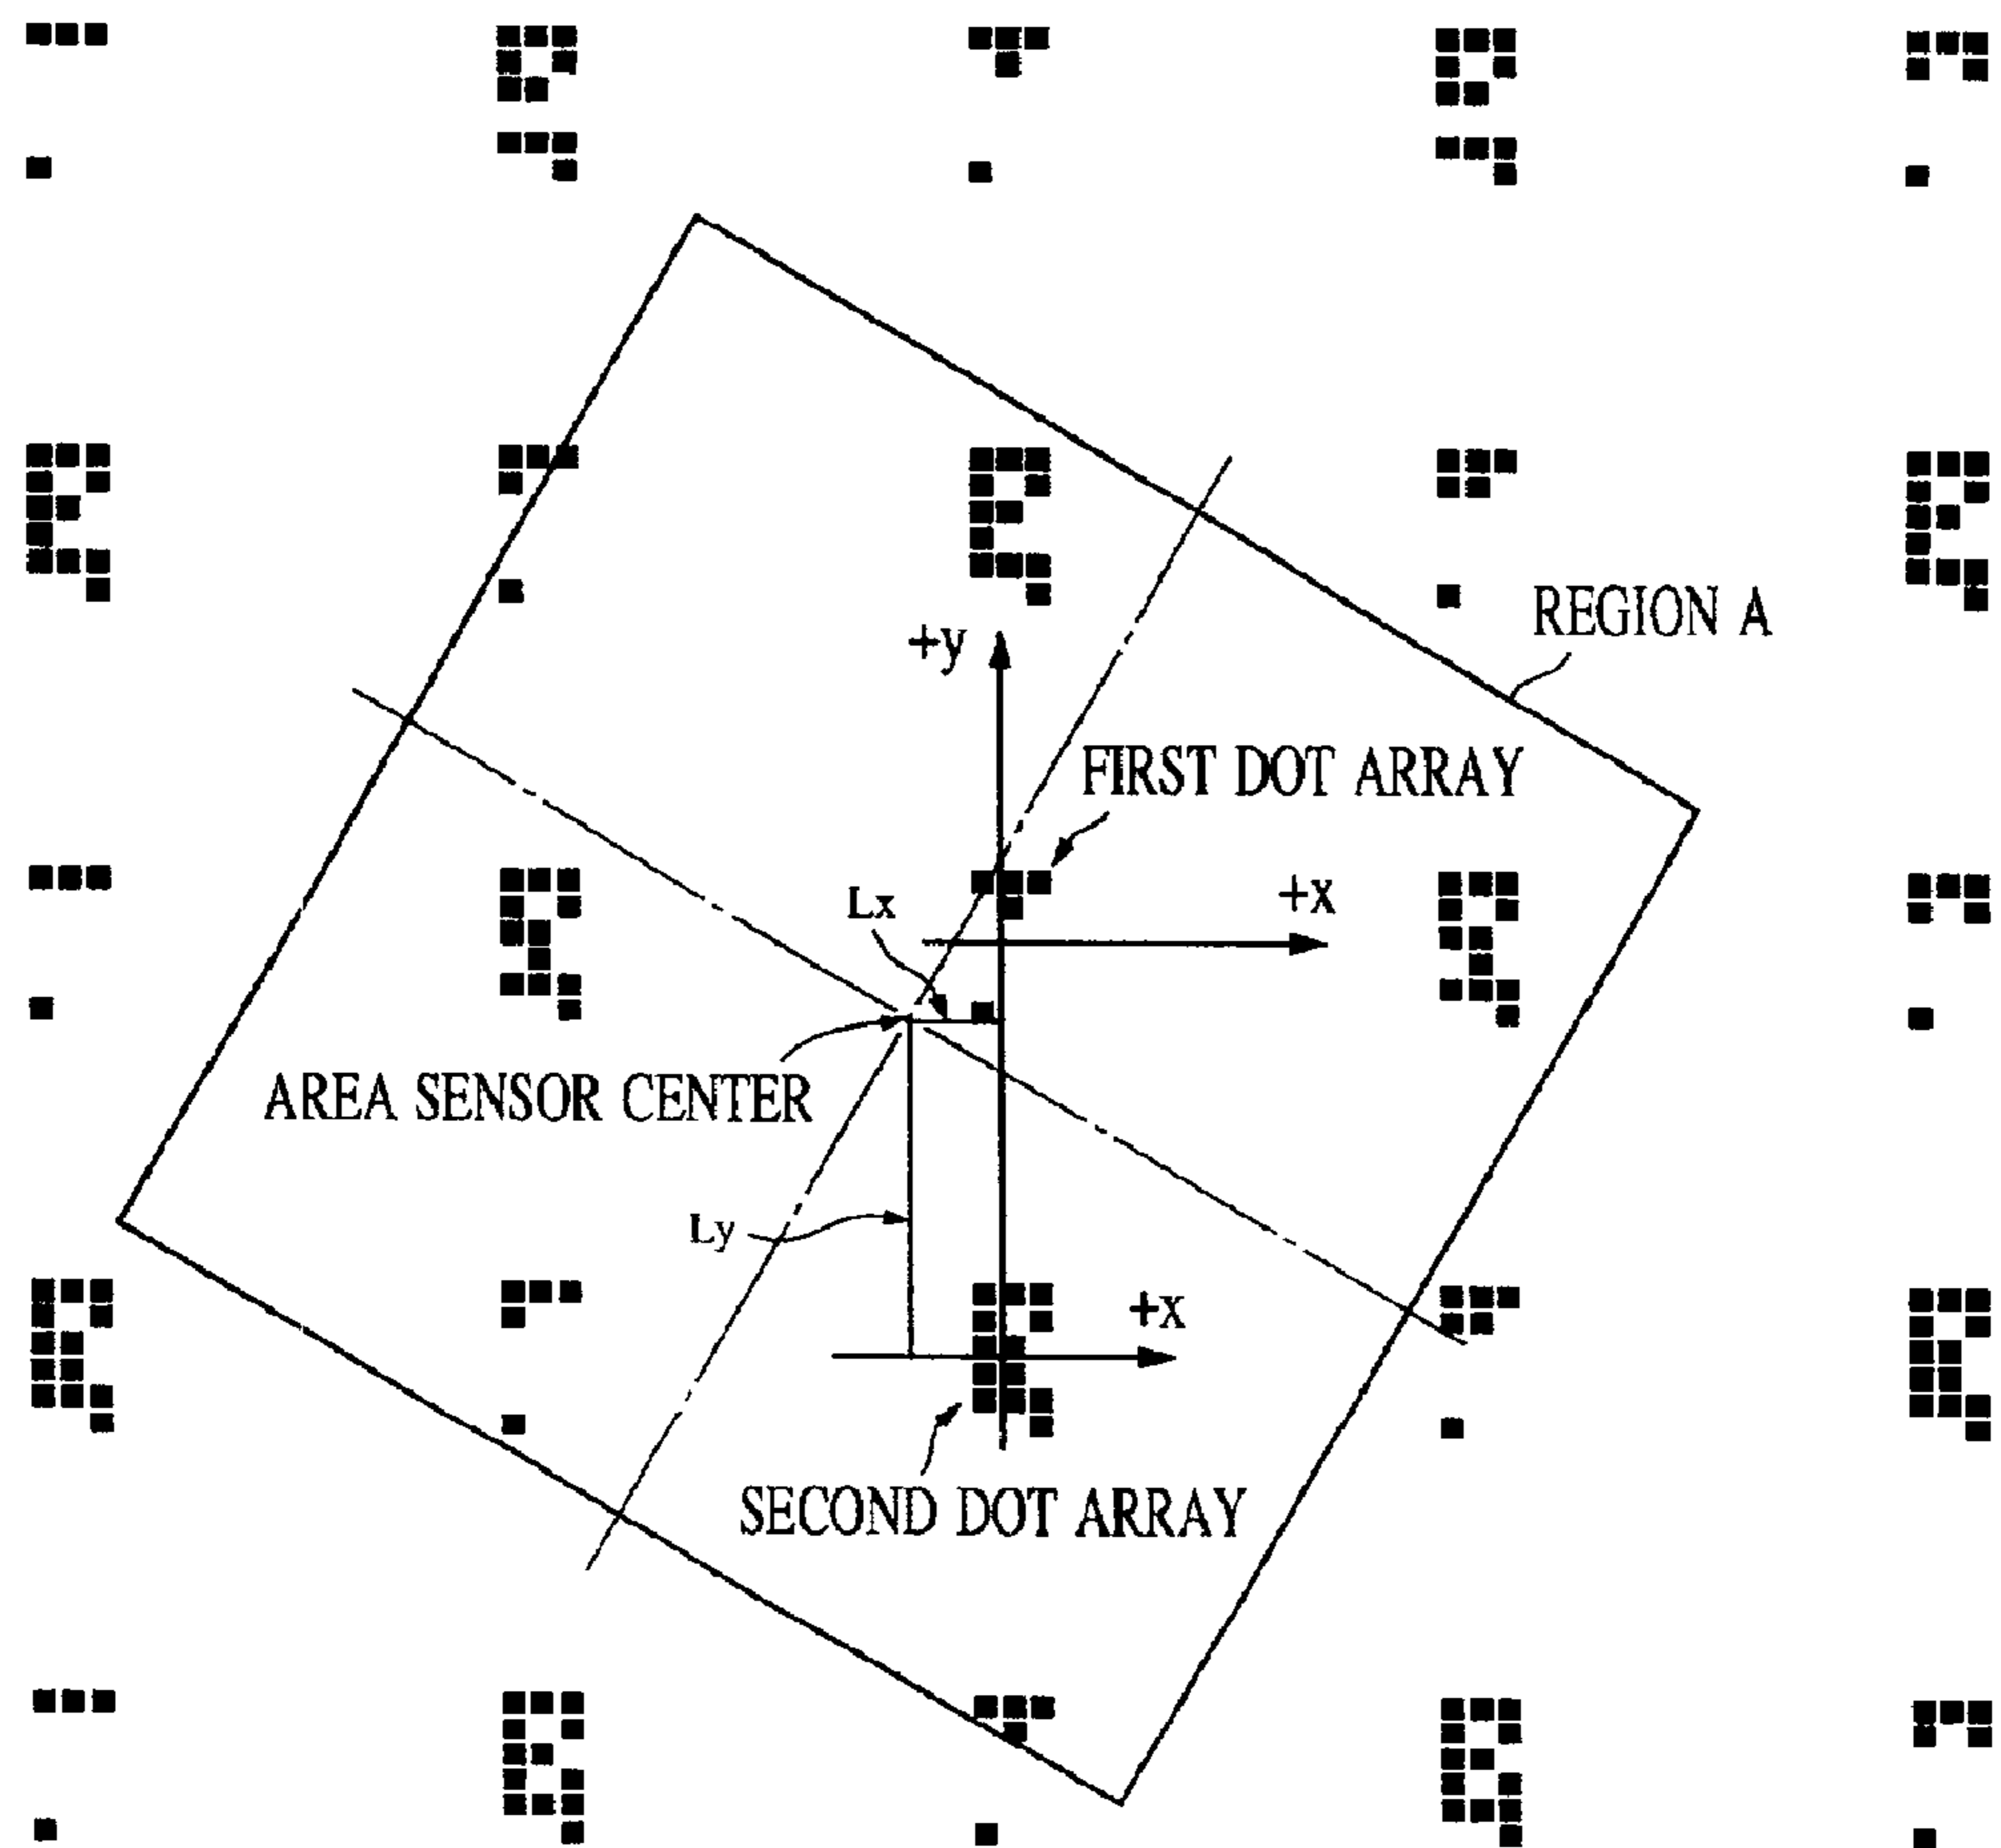 REGION A
+y
FIRST DOT ARRAY
Lx
+x
AREA SENSOR CENTER
Ly
+x
SECOND DOT ARRAY